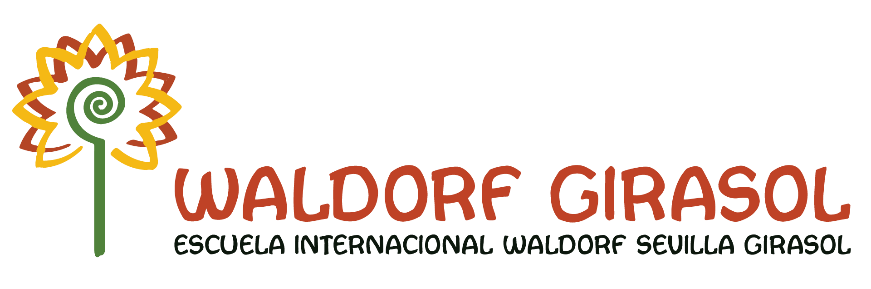 WALDORF GIRASOL
ESCUELA INTERNACIONAL WALDORF SEVILLA GIRASOL